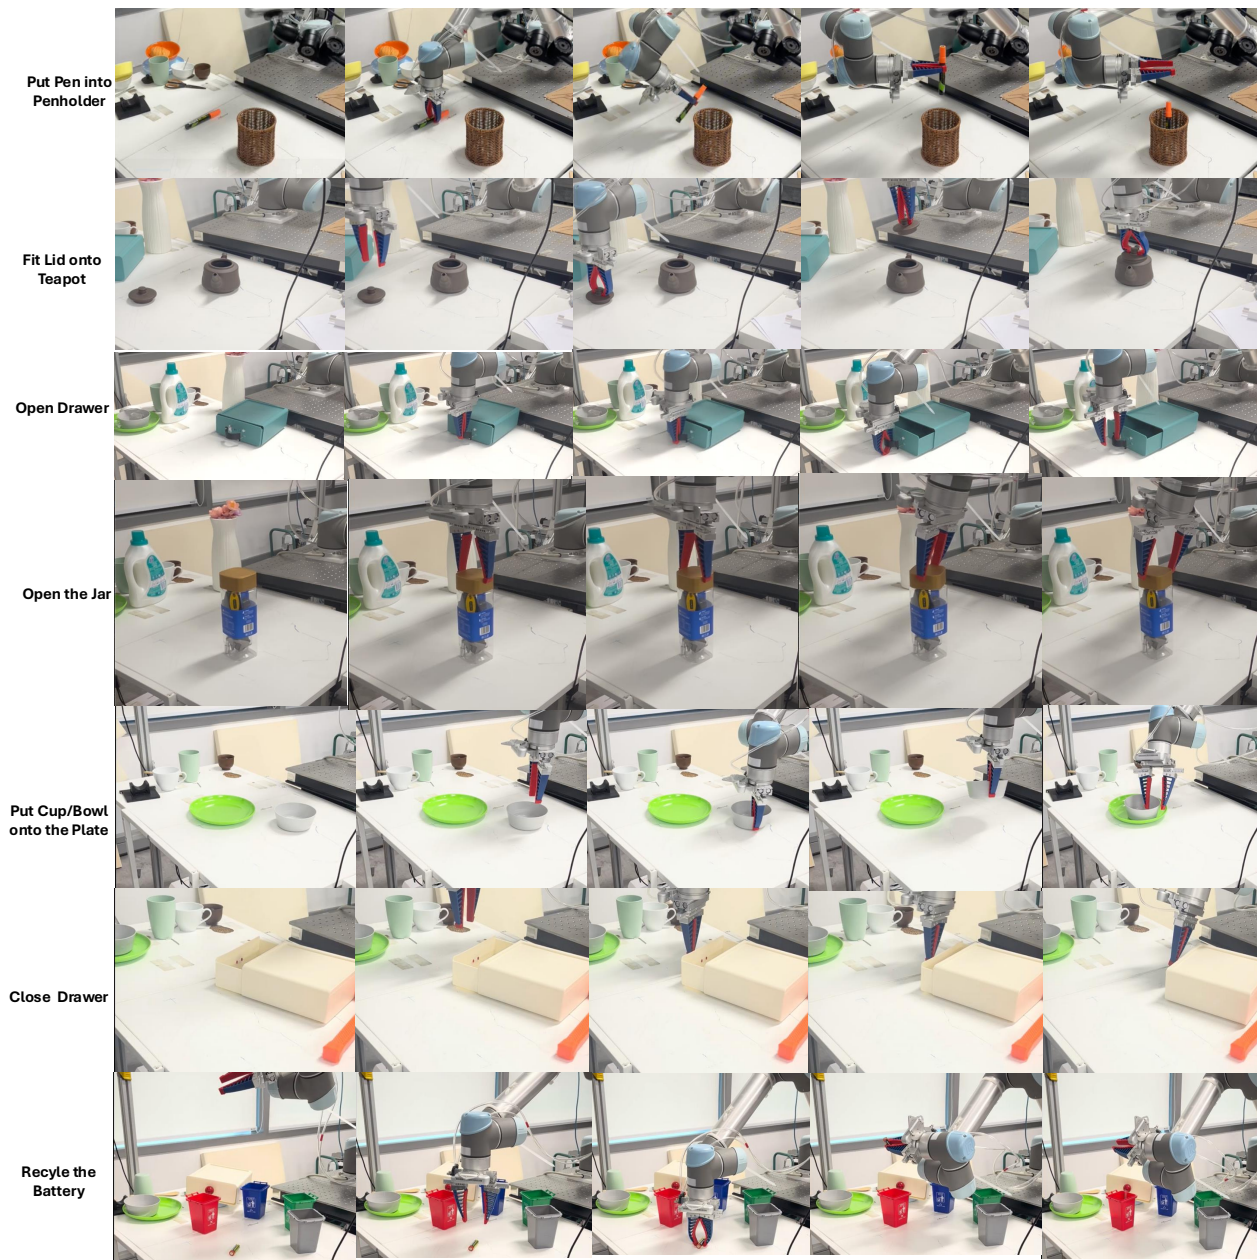 Put Pen into
Penholder
Fit Lid onto
Teapot
Open Drawer
Open the Jar
Put Cup/Bowl
onto the Plate
Close Drawer
Recyle the
Battery